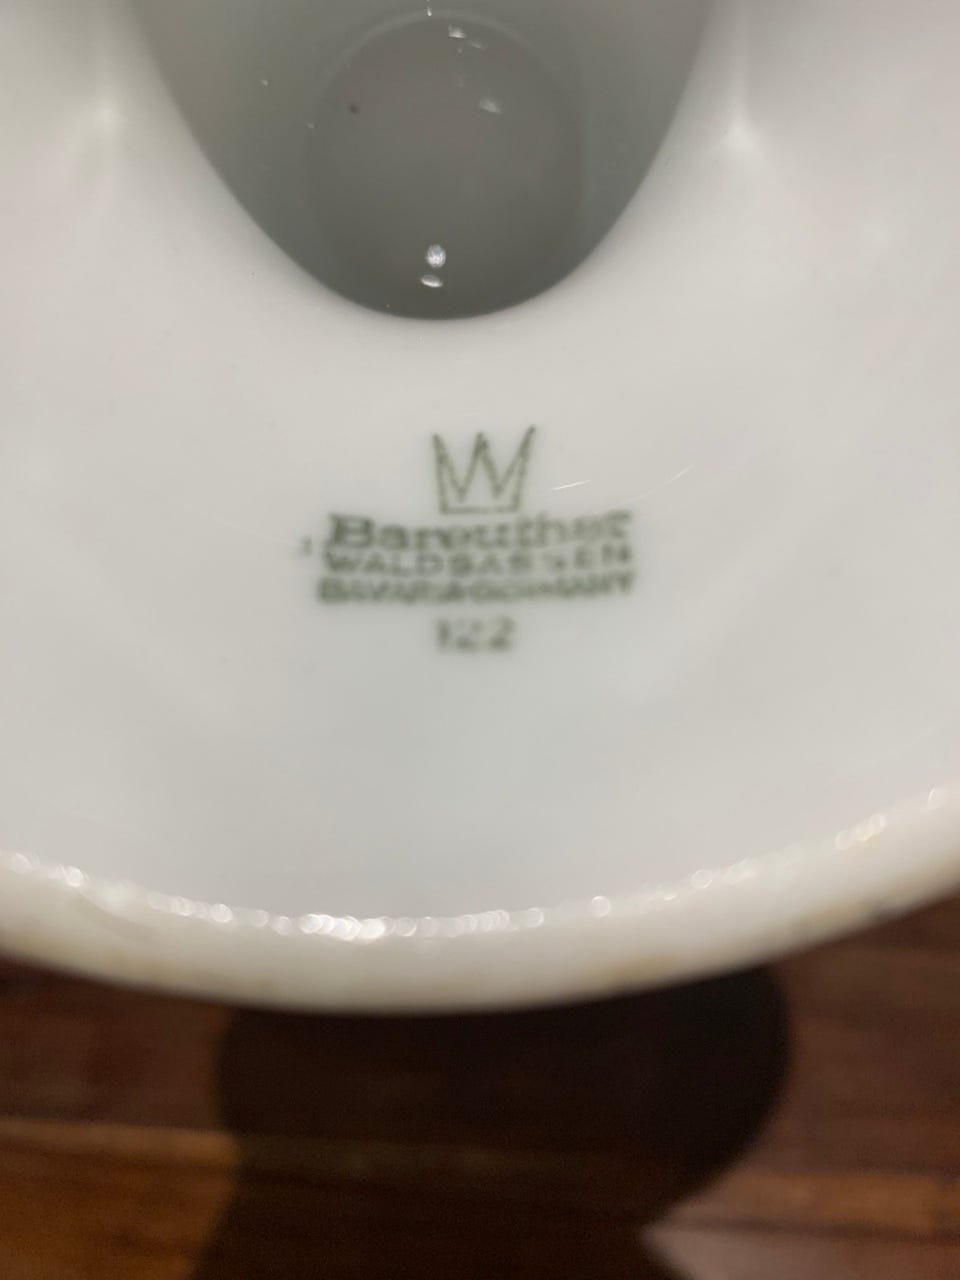 Bareuther
WALDSASSEN
BAVARIA GERMANY
122